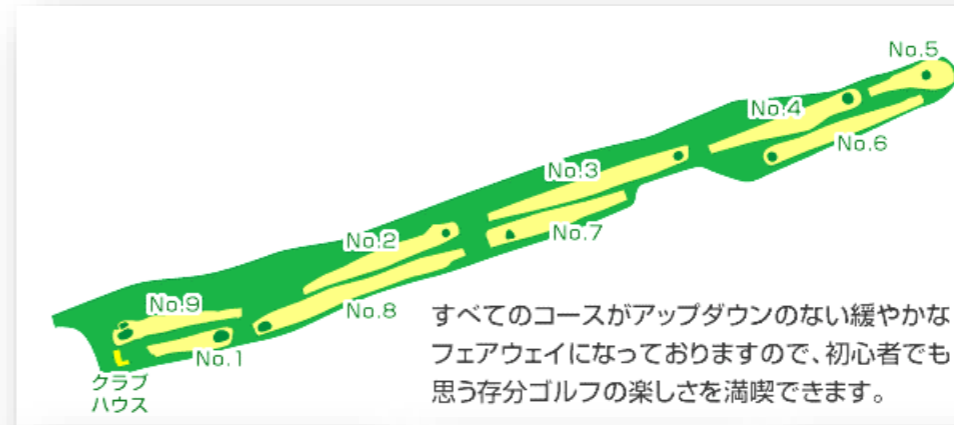 No.5
No.4
No.6
No.3
No.7
No.2
No.8
No.9
No.1
クラブ
ハウス
すべてのコースがアップダウンのない緩やかな
フェアウェイになっておりますので、初心者でも
思う存分ゴルフの楽しさを満喫できます。